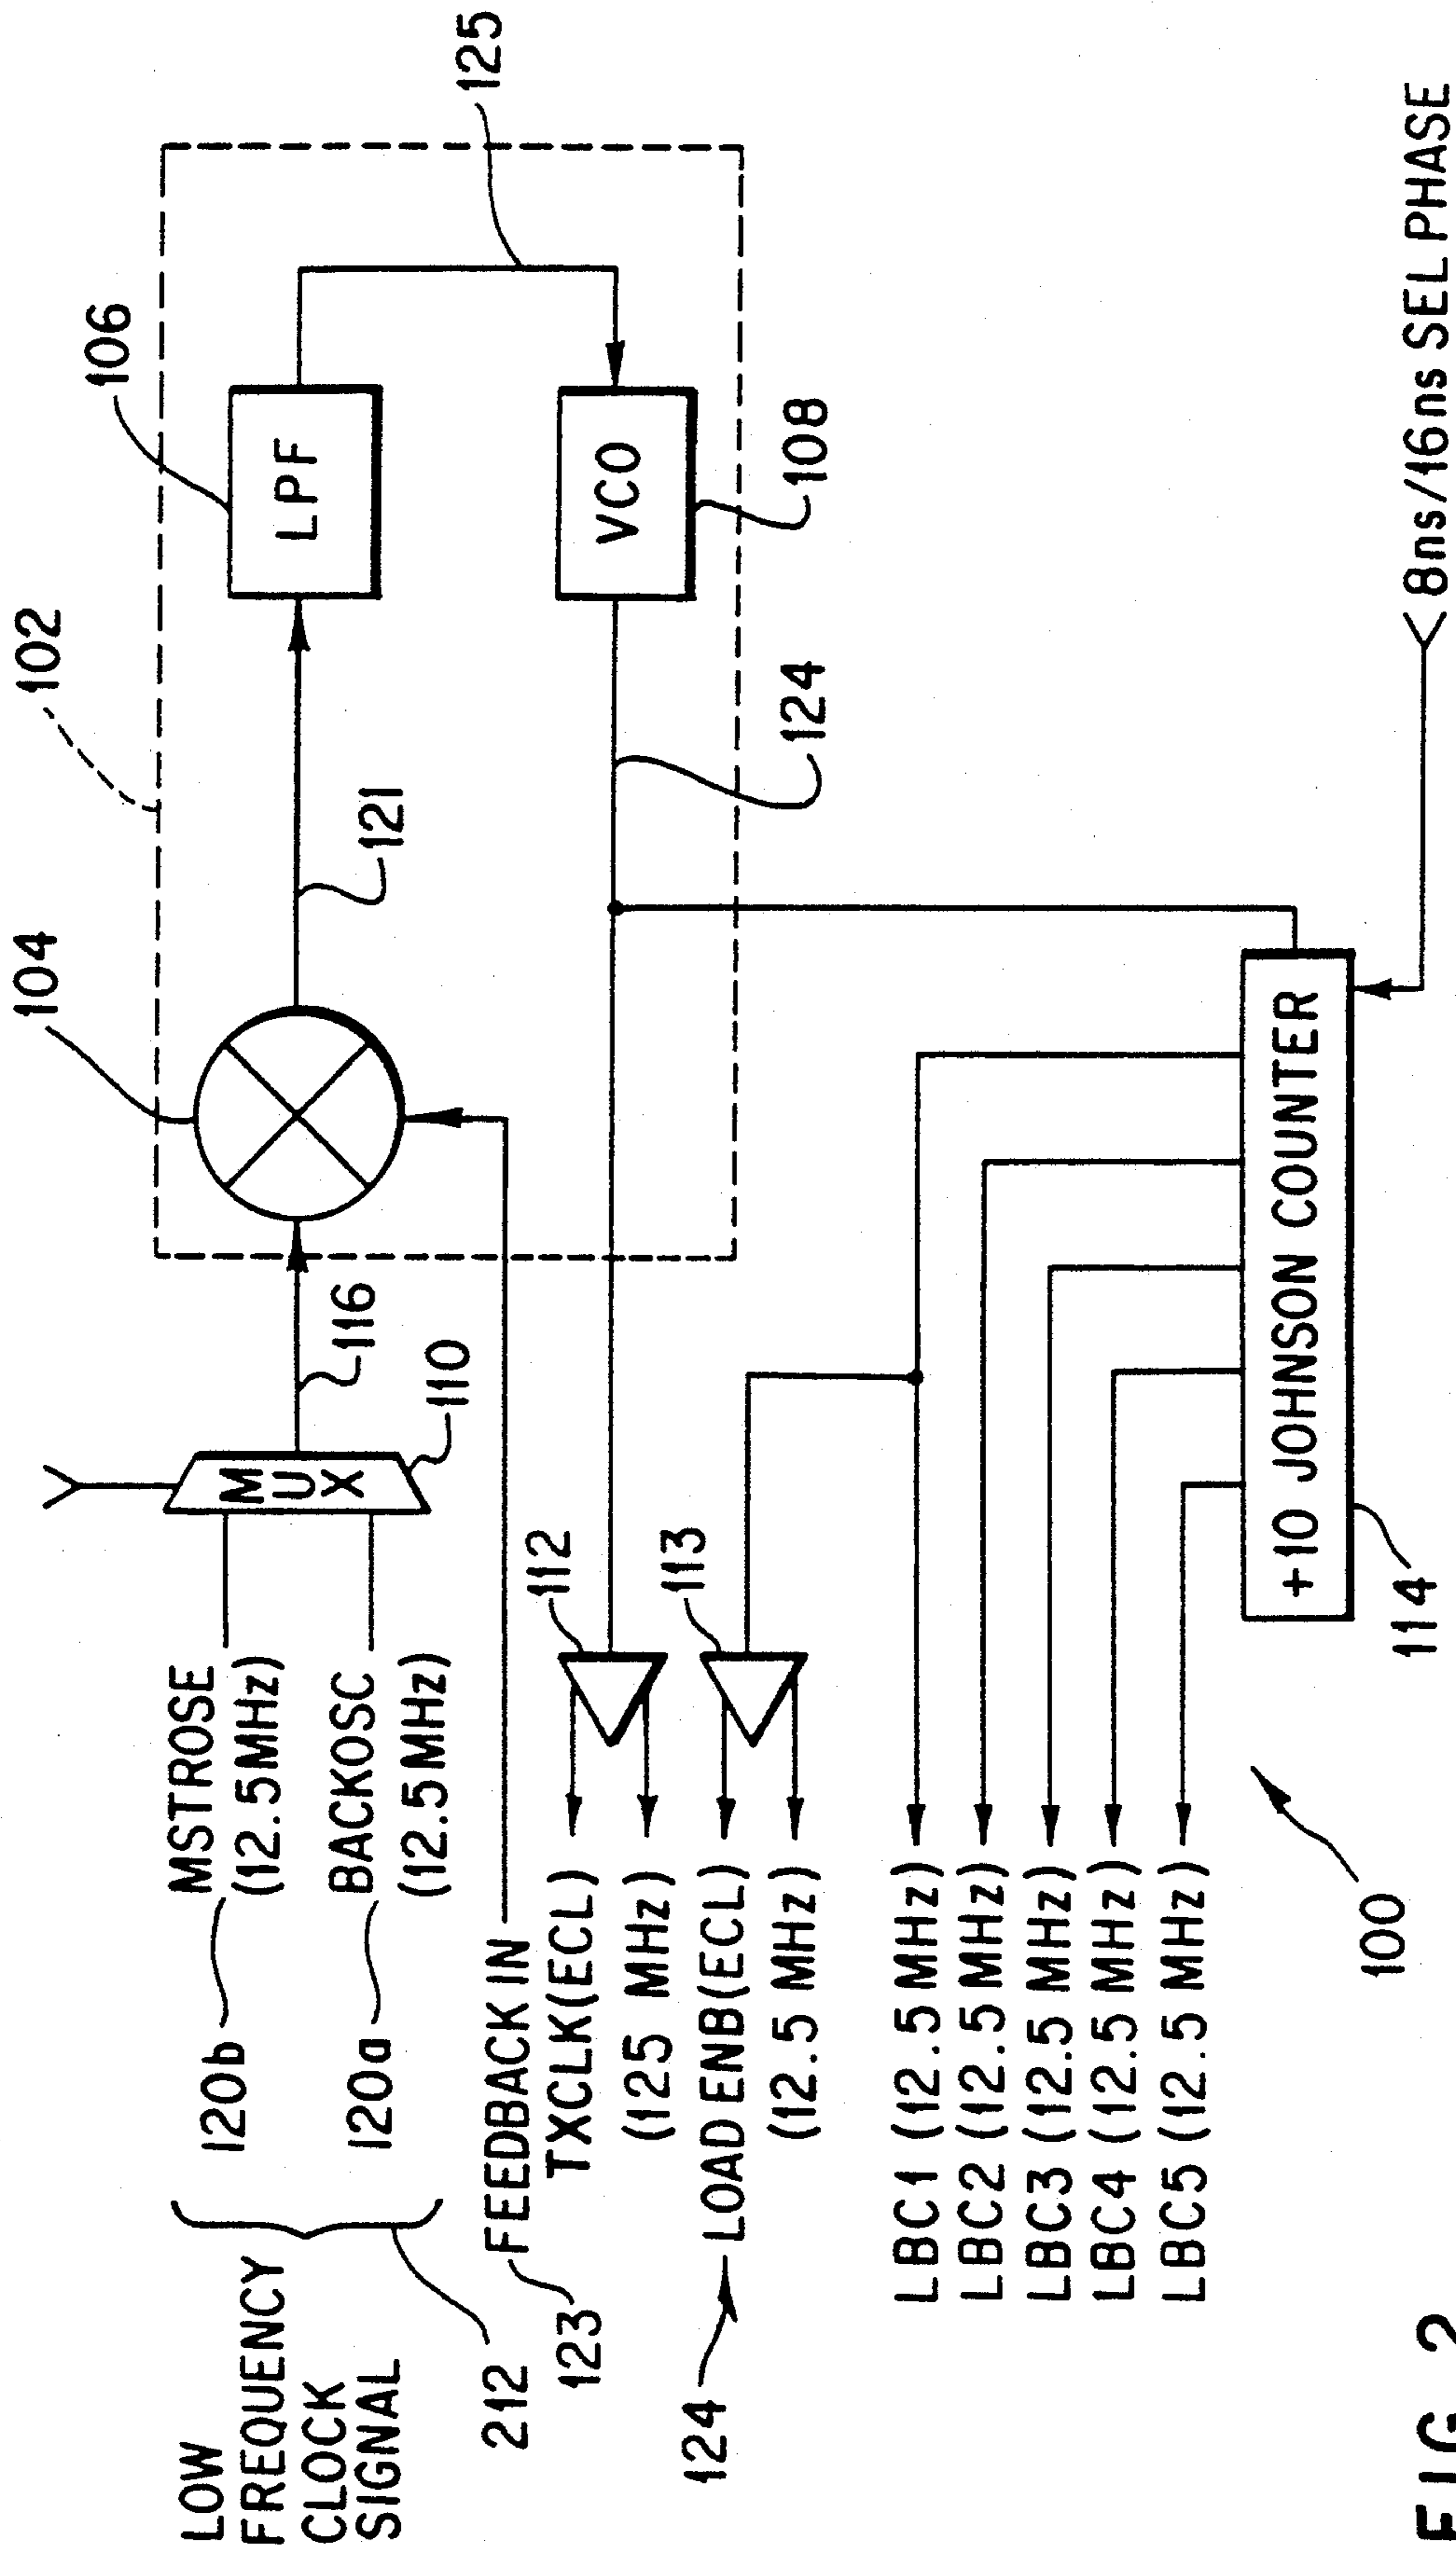 102
106
125
104
LPF
121
116
110
MUX
MSTROSE
(12.5MHz)
BACKOSC
(12.5MHz)
120b
120a
LOW
FREQUENCY
CLOCK
SIGNAL
212
VCO
108
124
FEEDBACK IN
123
112
TXCLK(ECL)
(125 MHz)
113
124
LOAD ENB(ECL)
(12.5 MHz)
LBC1 (12.5 MHz)
LBC2 (12.5 MHz)
LBC3 (12.5 MHz)
LBC4 (12.5 MHz)
LBC5 (12.5 MHz)
+10 JOHNSON COUNTER
114
8ns/16ns SEL PHASE
100
FIG 2